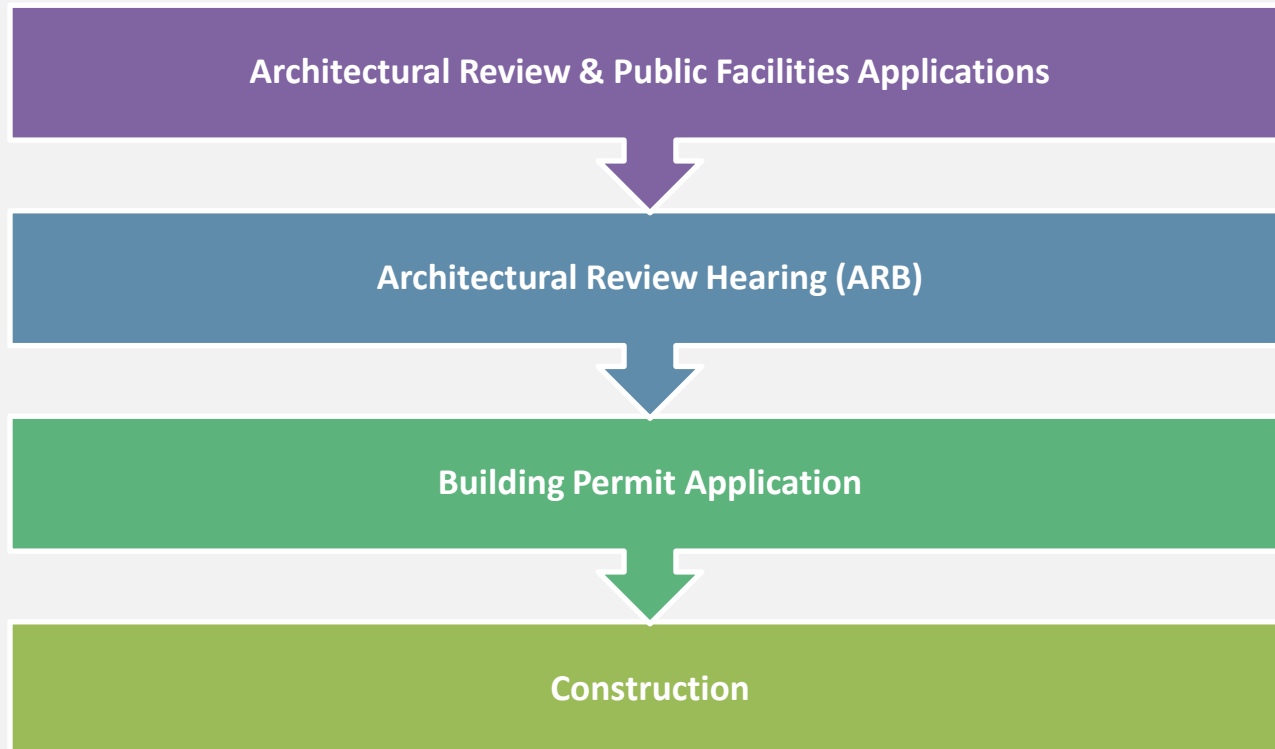 Architectural Review & Public Facilities Applications
Architectural Review Hearing (ARB)
Building Permit Application
Construction